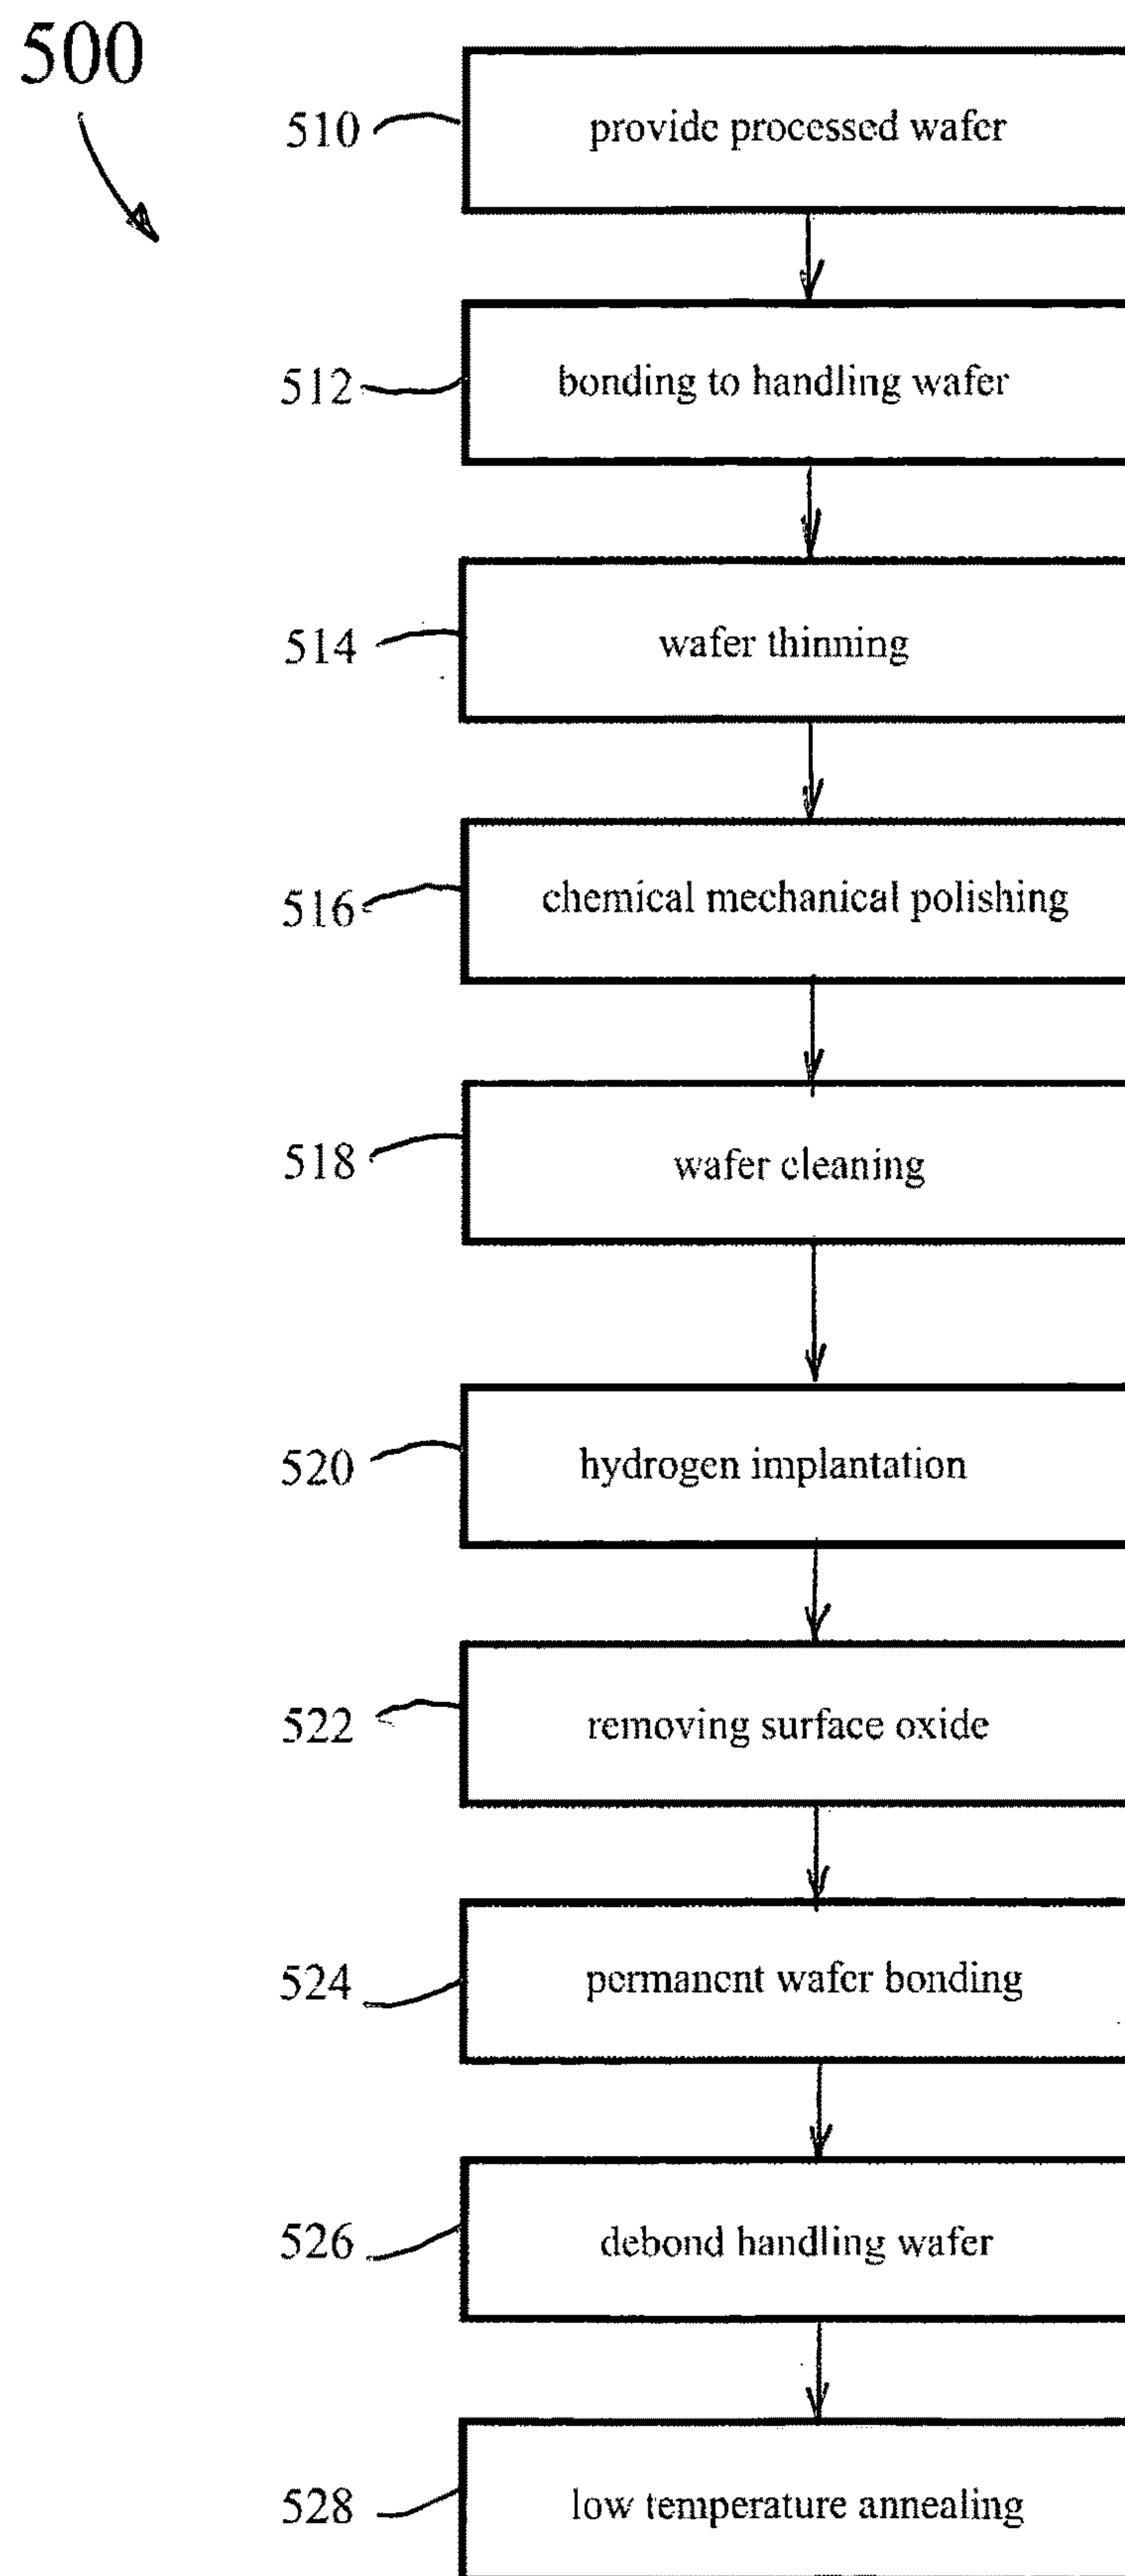 500
510 provide processed wafer
512 bonding to handling wafer
514 wafer thinning
516 chemical mechanical polishing
518 wafer cleaning
520 hydrogen implantation
522 removing surface oxide
524 permanent wafer bonding
526 debond handling wafer
528 low temperature annealing